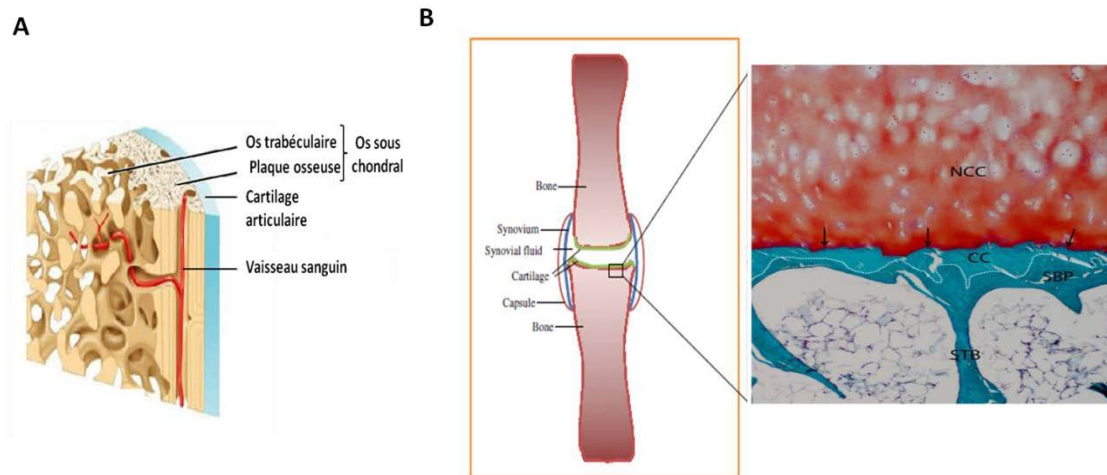 A
Os trabéculaire
Plaque osseuse
Os sous
chondral
Cartilage
articulaire
Vaisseau sanguin
B
Bone
Synovium
Synovial fluid
Cartilage
Capsule
Bone
NCC
CC
SBP
STB